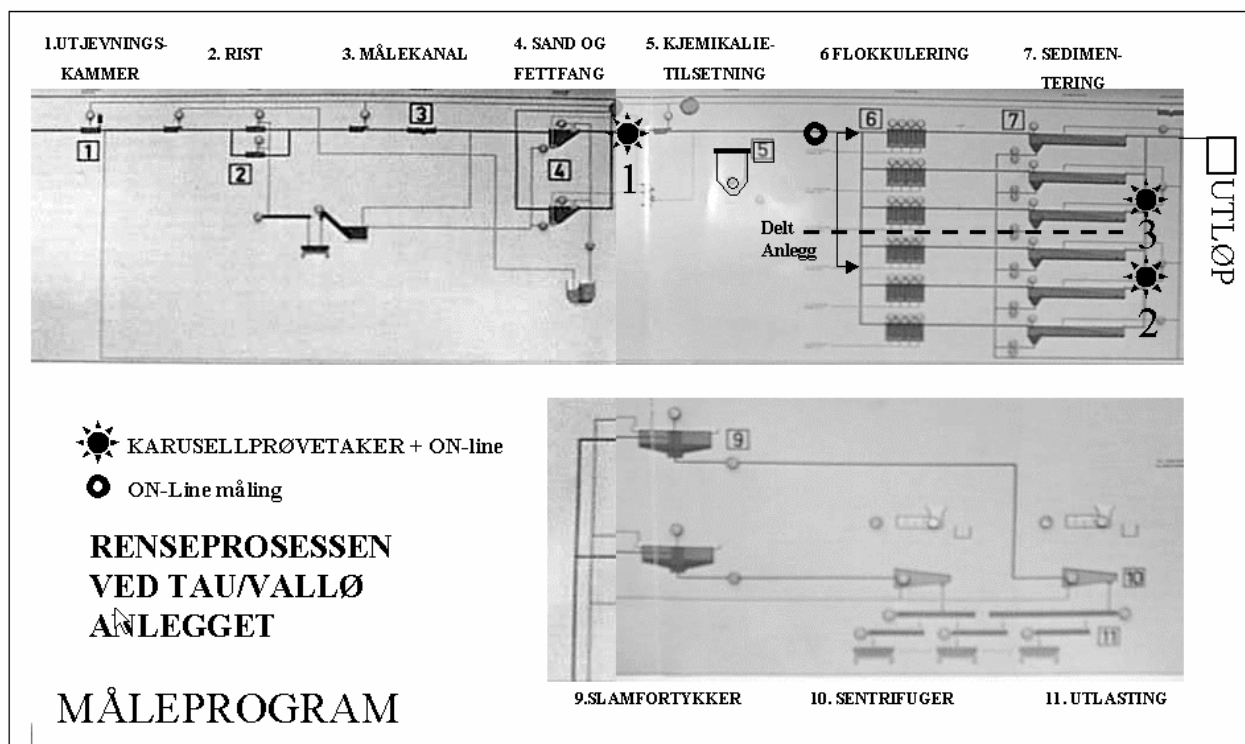 1.UTJEVNINGS-
KAMMER
2. RIST
3. MÅLEKANAL
4. SAND OG
FETTFANG
5. KJEMIKALIE-
TILSETNING
6 FLOKKULERING
7. SEDIMEN-
TERING
1
2
3
4
1
5
6
7
Delt
Anlegg
3
2
UTLØP
KARUSELLPRØVETAKER + ON-line
ON-Line måling
RENSEPROSESSEN
VED TAU/VALLØ
ANLEGGET
MÅLEPROGRAM
9
10
11
9.SLAMFORTYKKER
10. SENTRIFUGER
11. UTLASTING